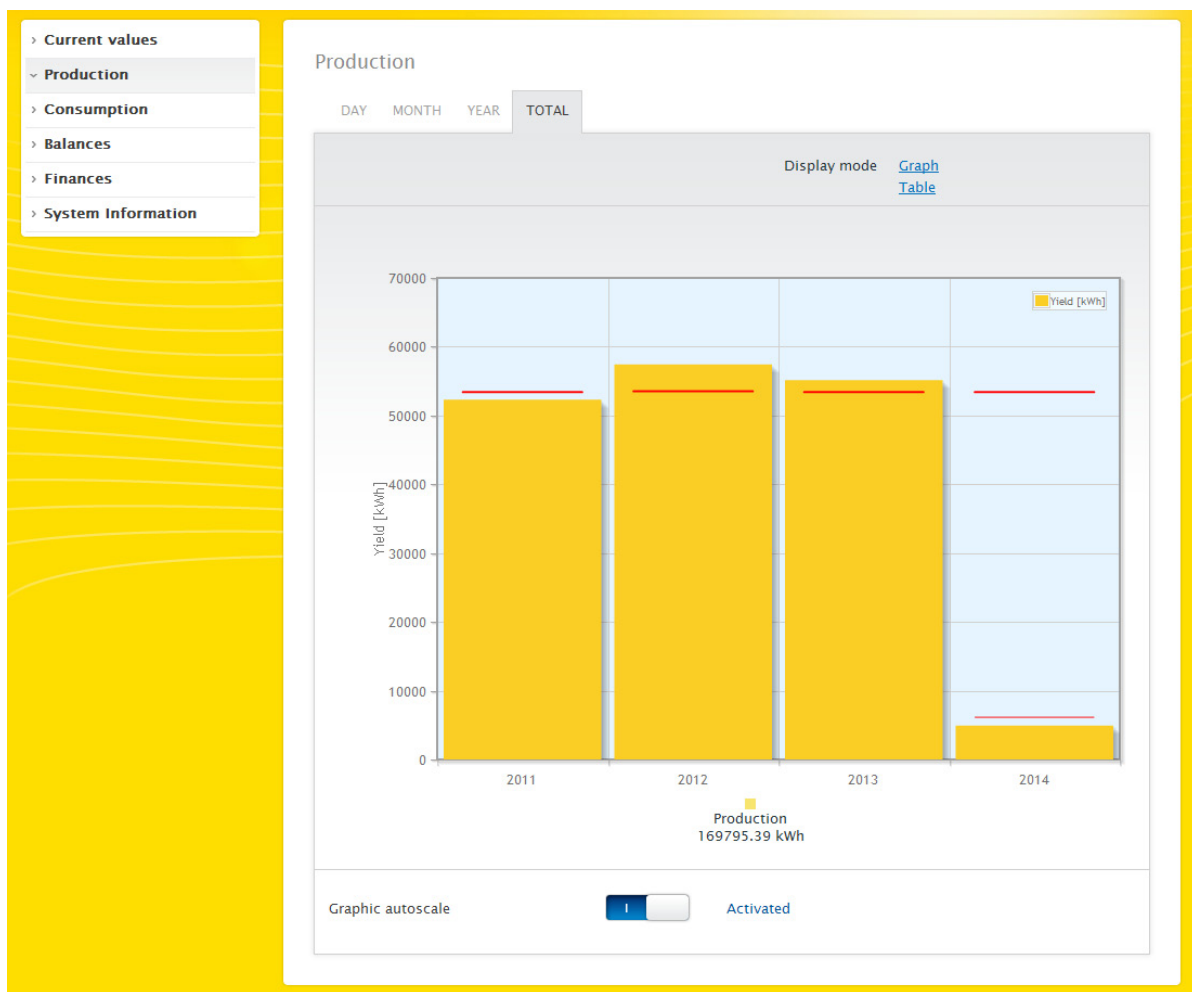 Current values
Production
Consumption
Balances
Finances
System Information
Production
DAY MONTH YEAR TOTAL
Display mode Graph
Table
70000
Yield [kWh]
60000
50000
40000
Yield [kWh]
30000
20000
10000
0
2011 2012 2013 2014
Production
169795.39 kWh
Graphic autoscale I Activated